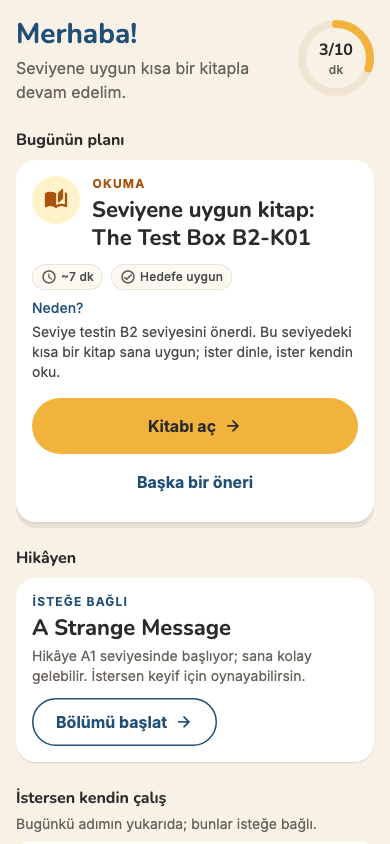 Merhaba!
Seviyene uygun kısa bir kitapla
devam edelim.
3/10
dk
Bugünün planı
OKUMA
Seviyene uygun kitap:
The Test Box B2-K01
~7 dk
Hedefe uygun
Neden?
Seviye testin B2 seviyesini önerdi. Bu seviyedeki
kısa bir kitap sana uygun; ister dinle, ister kendin
oku.
Kitabı aç →
Başka bir öneri
Hikâyen
İSTEĞE BAĞLI
A Strange Message
Hikâye A1 seviyesinde başlıyor; sana kolay
gelebilir. İstersen keyif için oynayabilirsin.
Bölümü başlat →
İstersen kendin çalış
Bugünkü adımın yukarıda; bunlar isteğe bağlı.